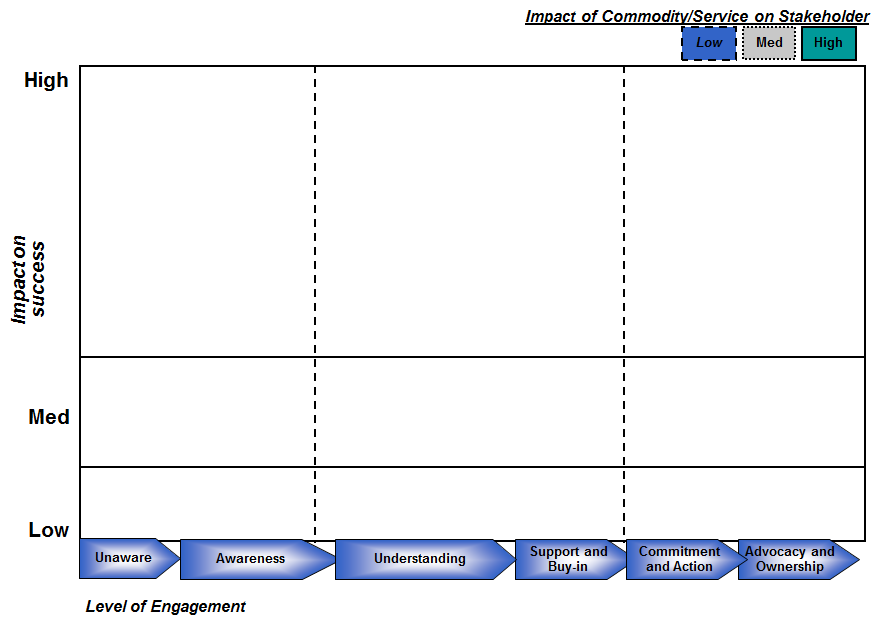 Impact of Commodity/Service on Stakeholder
Low Med High
High
Impact on
success
Med
Low
Unaware
Awareness
Understanding
Support and
Buy-in
Commitment
and Action
Advocacy and
Ownership
Level of Engagement